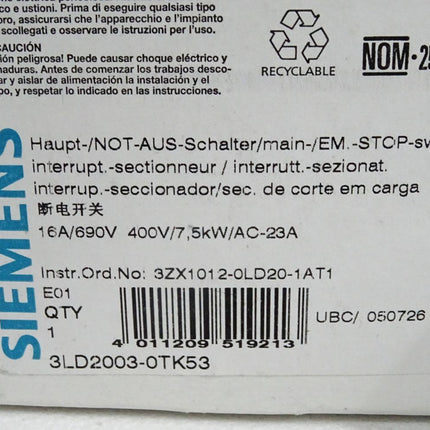 co e ustioni. Prima di eseguire qualsiasi tipo
oro, assicurarsi che l'apparecchio e l'impianto
scollegati e osservare le istruzioni per l'uso.
CAUCIÓN
ión peligrosa! Puede causar choque eléctrico y
maduras. Antes de comenzar los trabajos desco-
ar y aislar de alimentación la instalación y el
po, y respetar lo indicado en las instrucciones.
RECYCLABLE
NOM-25
SIEMENS
Haupt-/NOT-AUS-Schalter/main-/EM.-STOP-sw
interrupt.-sectionneur / interrutt.-sezionat.
interrup.-seccionador/sec. de corte em carga
断电开关
16A/690V 400V/7,5kW/AC-23A
Instr.Ord.No: 3ZX1012-0LD20-1AT1
E01
QTY
1
UBC/ 050726
4 011209 519213
3LD2003-0TK53